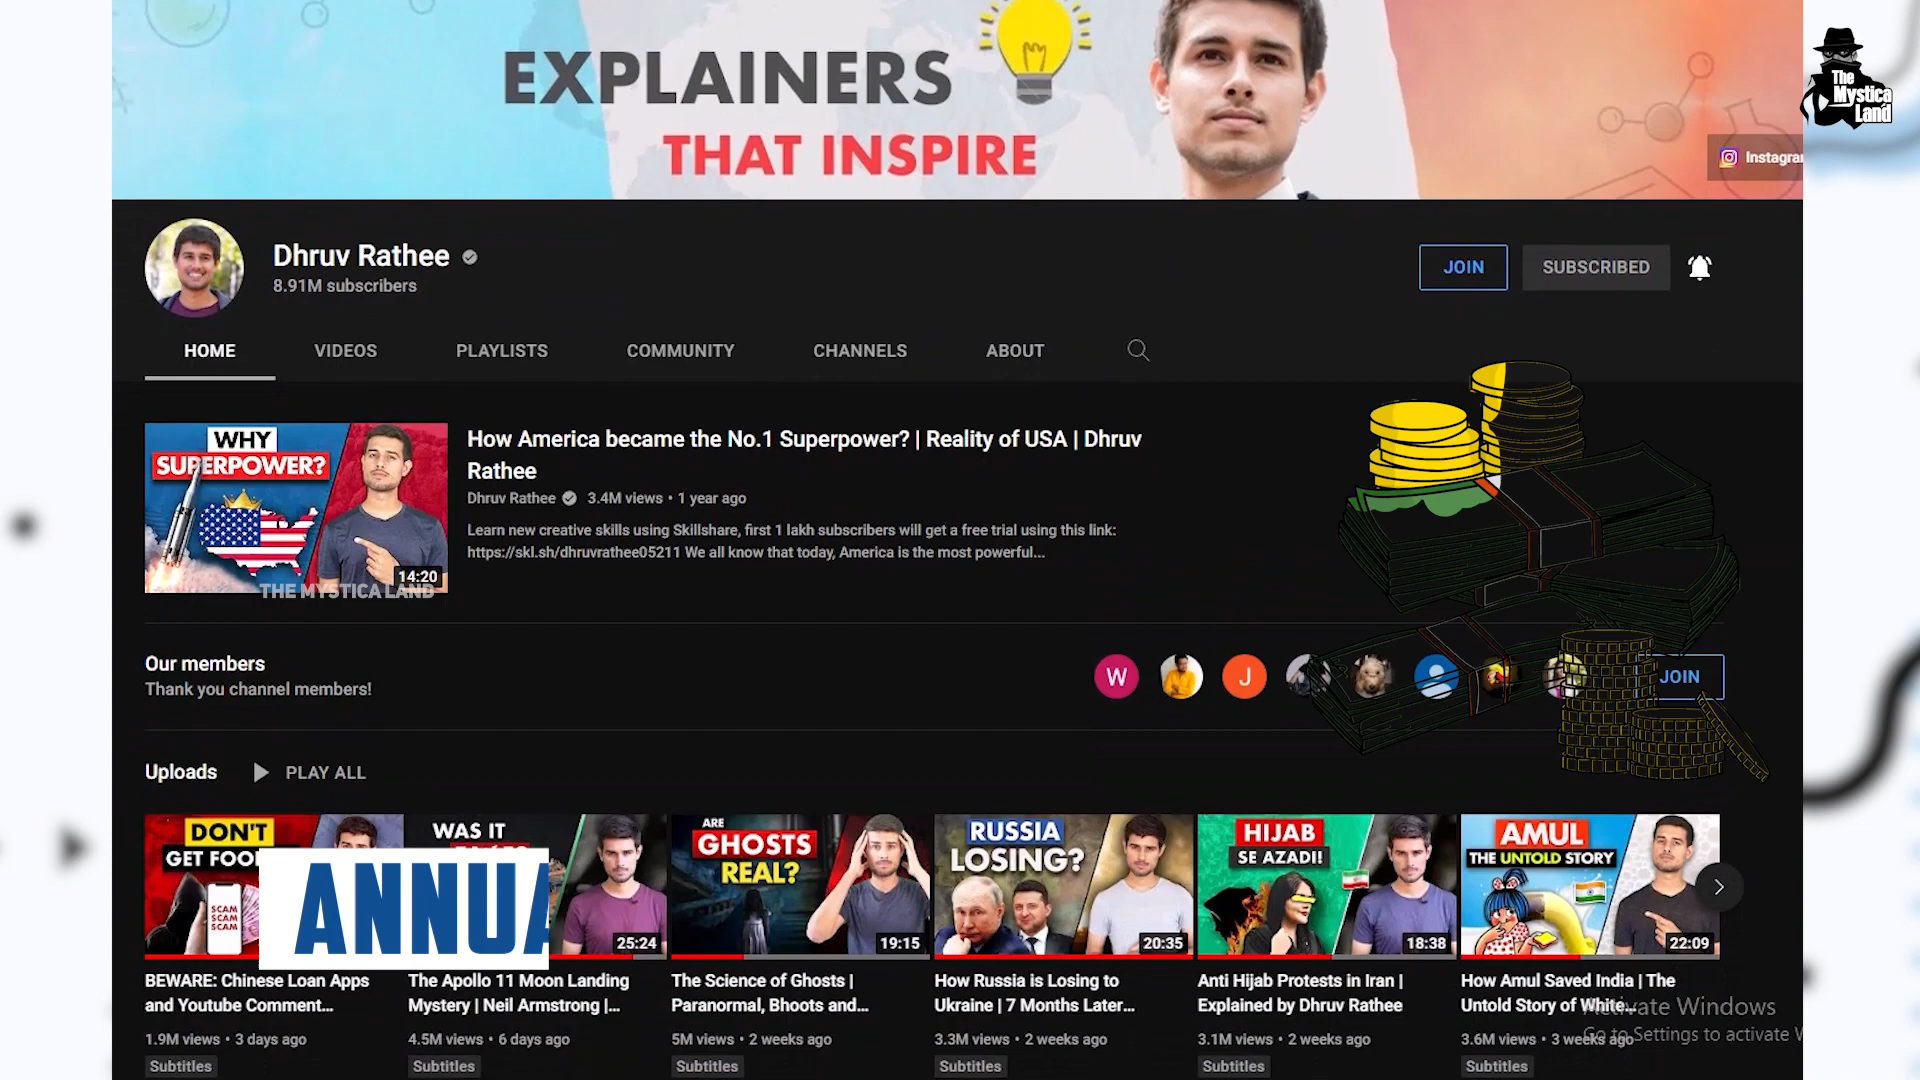 EXPLAINERS
THAT INSPIRE
The
Mystica
Land
Instagram
Dhruv Rathee
8.91M subscribers
JOIN
SUBSCRIBED
HOME
VIDEOS
PLAYLISTS
COMMUNITY
CHANNELS
ABOUT
WHY
SUPERPOWER?
14:20
THE MYSTICA LAND
How America became the No.1 Superpower? | Reality of USA | Dhruv
Rathee
Dhruv Rathee 3.4M views • 1 year ago
Learn new creative skills using Skillshare, first 1 lakh subscribers will get a free trial using this link:
https://skl.sh/dhruvrathee05211 We all know that today, America is the most powerful...
Our members
Thank you channel members!
W
J
JOIN
Uploads
PLAY ALL
DON'T
GET FOO
SCAM
SCAM
SCAM
ANNUA
WAS IT
25:24
ARE
GHOSTS
REAL?
19:15
RUSSIA
LOSING?
20:35
HIJAB
SE AZADI!
18:38
AMUL
THE UNTOLD STORY
22:09
BEWARE: Chinese Loan Apps
and Youtube Comment...
1.9M views • 3 days ago
Subtitles
The Apollo 11 Moon Landing
Mystery | Neil Armstrong |...
4.5M views • 6 days ago
Subtitles
The Science of Ghosts |
Paranormal, Bhoots and...
5M views • 2 weeks ago
Subtitles
How Russia is Losing to
Ukraine | 7 Months Later...
3.3M views • 2 weeks ago
Subtitles
Anti Hijab Protests in Iran |
Explained by Dhruv Rathee
3.1M views • 2 weeks ago
Subtitles
How Amul Saved India | The
Untold Story of White...
3.6M views • 3 weeks ago
Subtitles
Activate Windows
Go to Settings to activate